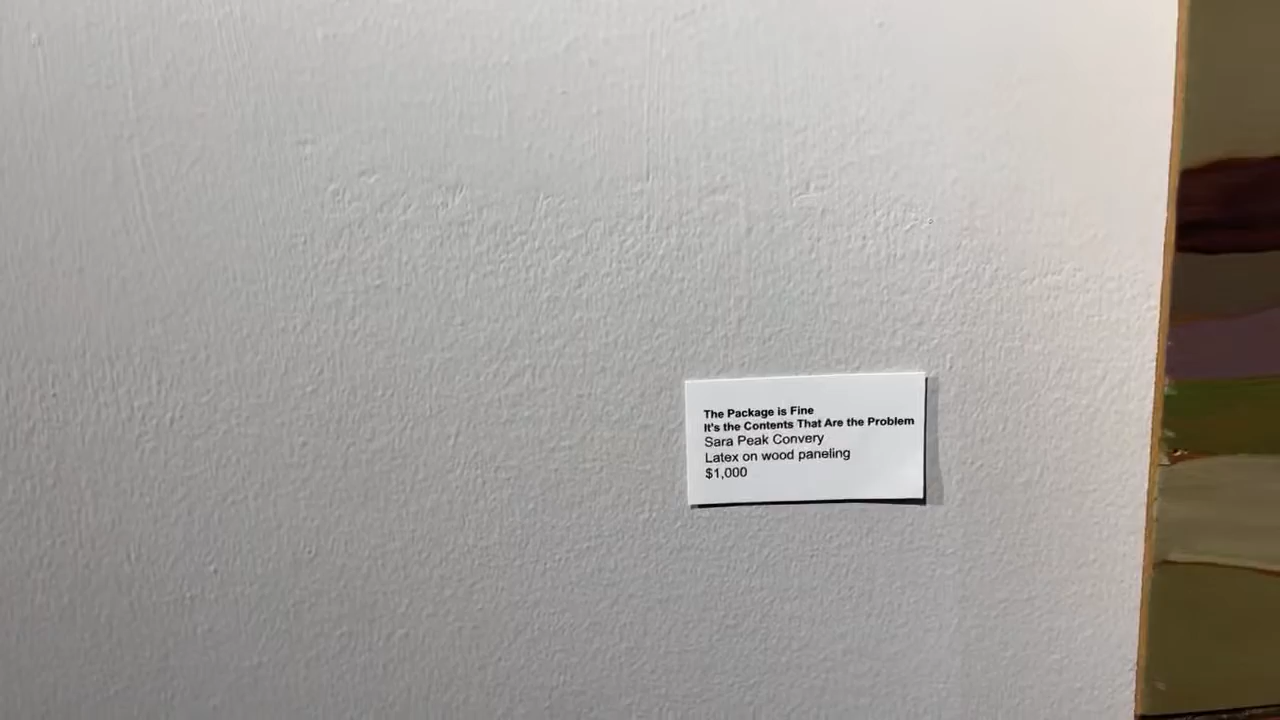 The Package is Fine
It's the Contents That Are the Problem
Sara Peak Convery
Latex on wood paneling
$1,000